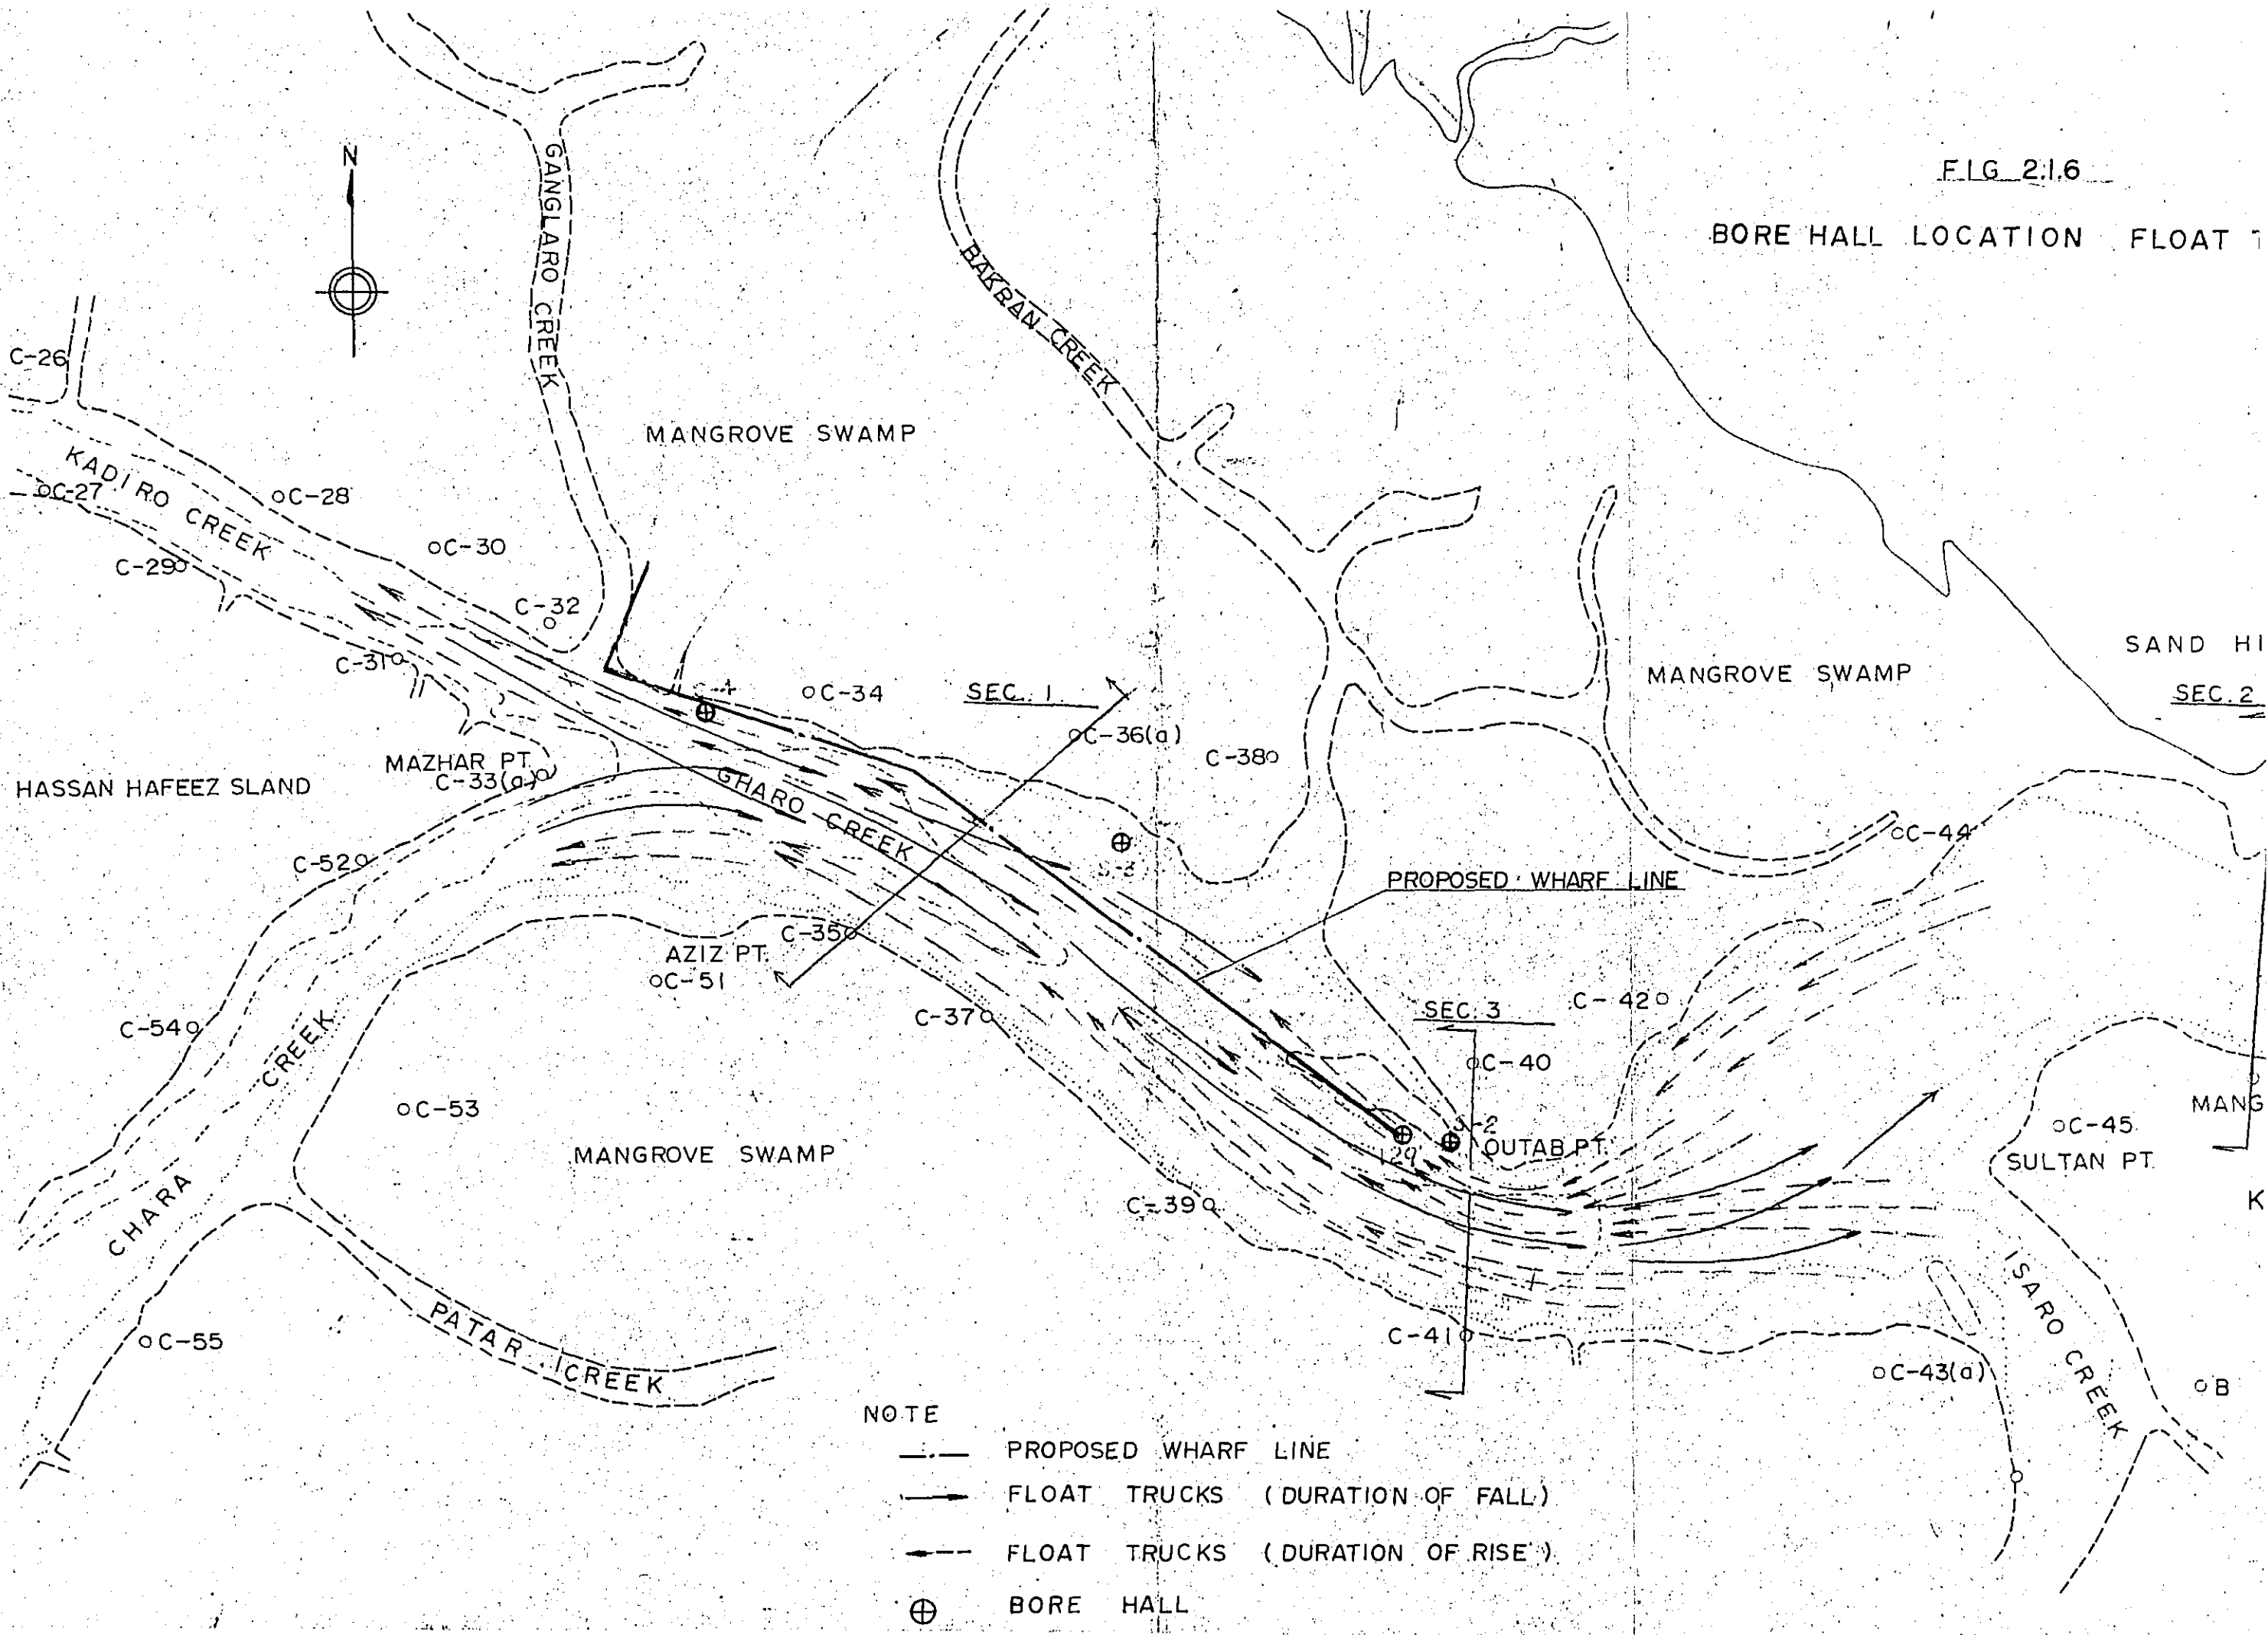 FIG 2.1.6
BORE HALL LOCATION FLOAT
N
GANGLARO CREEK
BAKRAN CREEK
C-26
MANGROVE SWAMP
KADIRO CREEK
C-27
C-28
C-30
C-29
C-32
C-31
SAND HI
SEC. 2
MANGROVE SWAMP
C-34
SEC. 1
C-36(a)
C-38
MAZHAR PT.
C-33(a)
HASSAN HAFEEZ SLAND
GHARO CREEK
C-44
C-52
PROPOSED WHARF LINE
C-35
AZIZ PT.
C-51
C-37
SEC. 3
C-42
C-54
C-40
CHARA CREEK
C-53
MANGROVE SWAMP
OUTAB PT.
C-45
MANG
SULTAN PT.
K
C-39
ISARO CREEK
C-41
C-55
PATAR I CREEK
C-43(a)
B
NOTE
PROPOSED WHARF LINE
FLOAT TRUCKS (DURATION OF FALL)
FLOAT TRUCKS (DURATION OF RISE)
BORE HALL